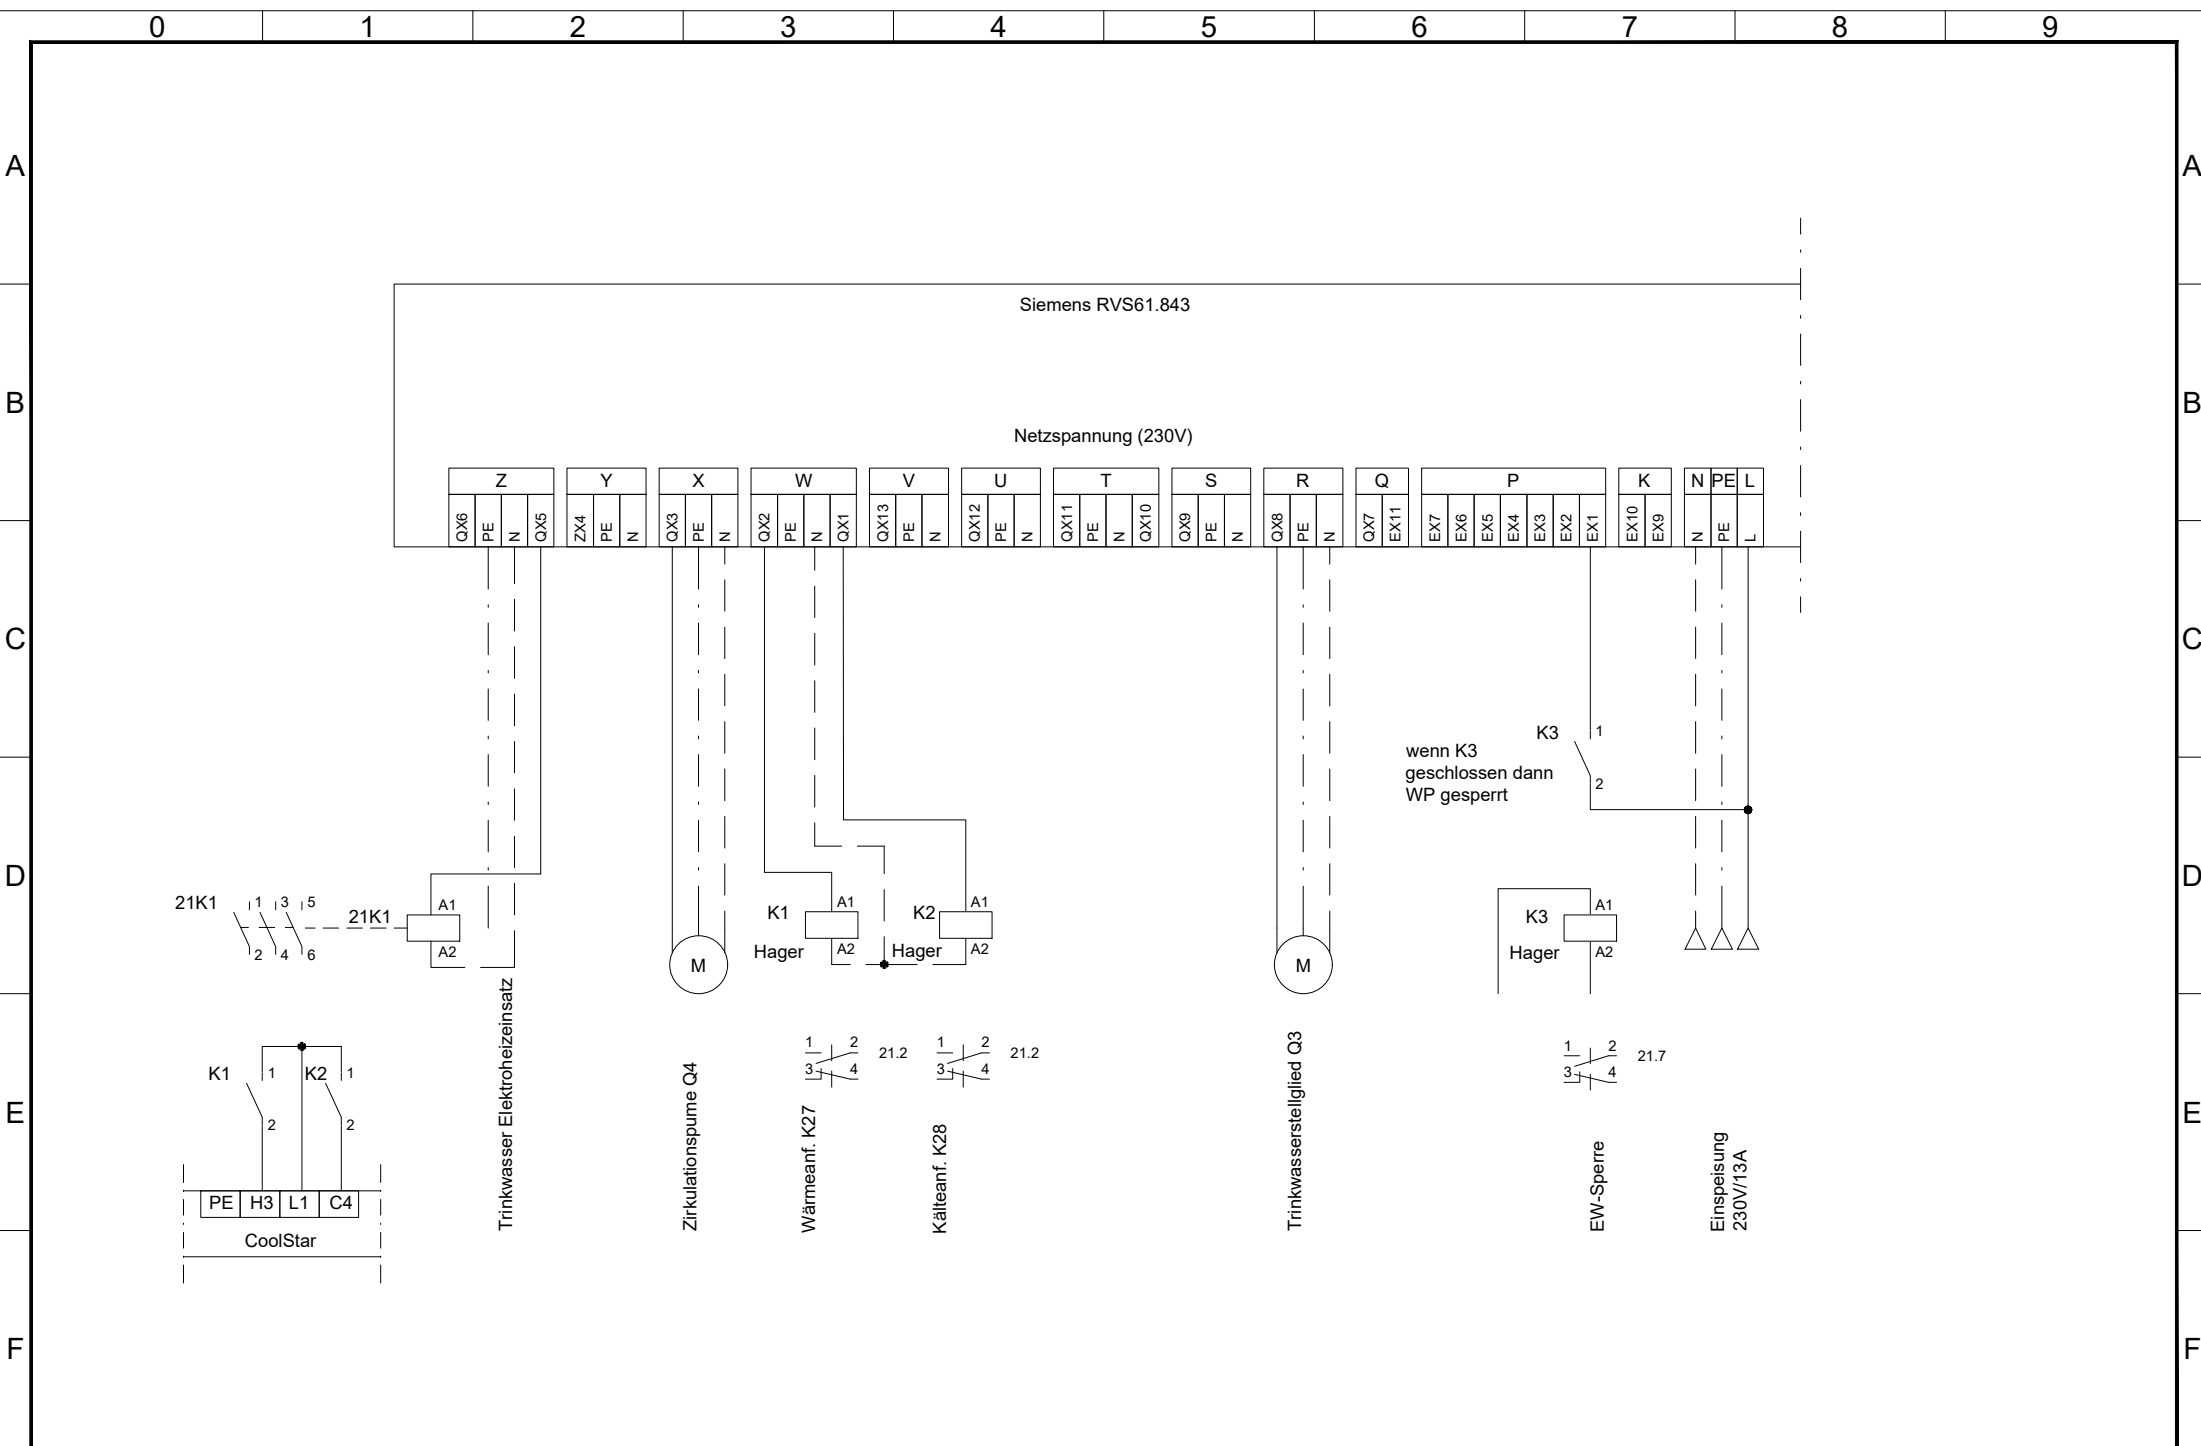 0 1 2 3 4 5 6 7 8 9
A A
Siemens RVS61.843
B B
Netzspannung (230V)
Z Y X W V U T S R Q P K N PE L
QX6 PE N QX5 ZX4 PE N QX3 PE N QX2 PE N QX1 QX13 PE N QX12 PE N QX11 PE N QX10 QX9 PE N QX8 PE N QX7 EX11 EX7 EX6 EX5 EX4 EX3 EX2 EX1 EX10 EX9 N PE L
C C
K3 1
wenn K3
geschlossen dann
WP gesperrt
2
D D
21K1 1 3 5
2 4 6
21K1 A1
A2
M
K1 A1
Hager A2
K2 A1
Hager A2
M
K3 A1
Hager A2
E E
K1 1 K2 1
2 2
PE H3 L1 C4
CoolStar
Trinkwasser Elektroheizeinsatz
Zirkulationspume Q4
1 2 21.2
3 4
Wärmeanf. K27
1 2 21.2
3 4
Kälteanf. K28
Trinkwasserstellglied Q3
1 2 21.7
3 4
EW-Sperre
Einspeisung
230V/13A
F F